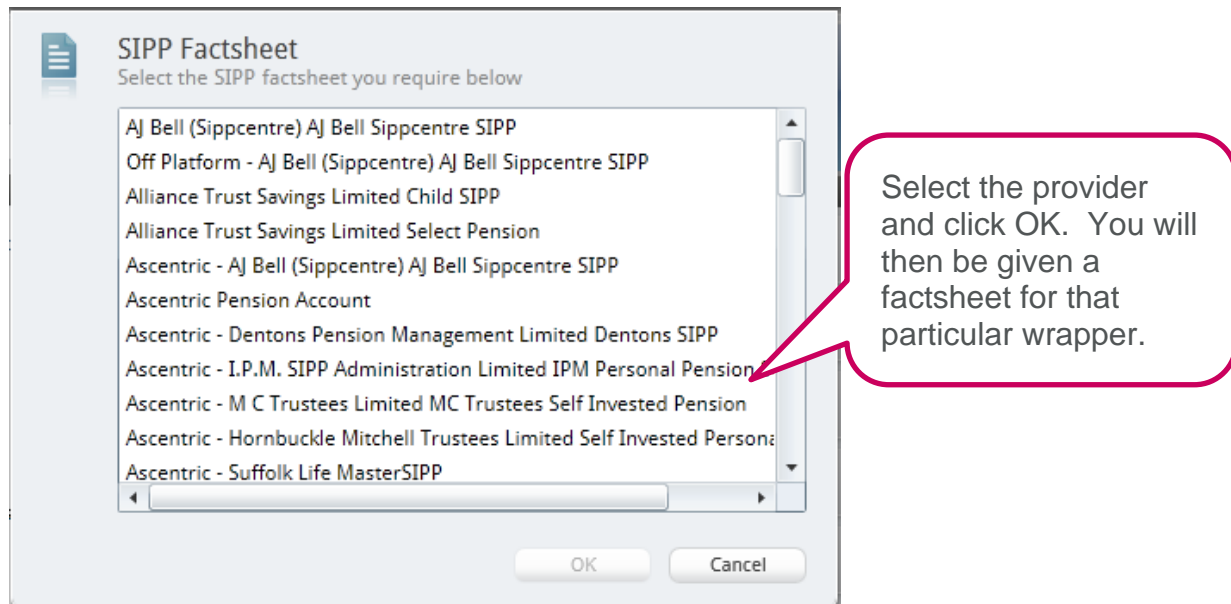 SIPP Factsheet
Select the SIPP factsheet you require below
AJ Bell (Sippcentre) AJ Bell Sippcentre SIPP
Off Platform - AJ Bell (Sippcentre) AJ Bell Sippcentre SIPP
Alliance Trust Savings Limited Child SIPP
Alliance Trust Savings Limited Select Pension
Ascentric - AJ Bell (Sippcentre) AJ Bell Sippcentre SIPP
Ascentric Pension Account
Ascentric - Dentons Pension Management Limited Dentons SIPP
Ascentric - I.P.M. SIPP Administration Limited IPM Personal Pension
Ascentric - M C Trustees Limited MC Trustees Self Invested Pension
Ascentric - Hornbuckle Mitchell Trustees Limited Self Invested Persona
Ascentric - Suffolk Life MasterSIPP
OK
Cancel
Select the provider
and click OK.  You will
then be given a
factsheet for that
particular wrapper.